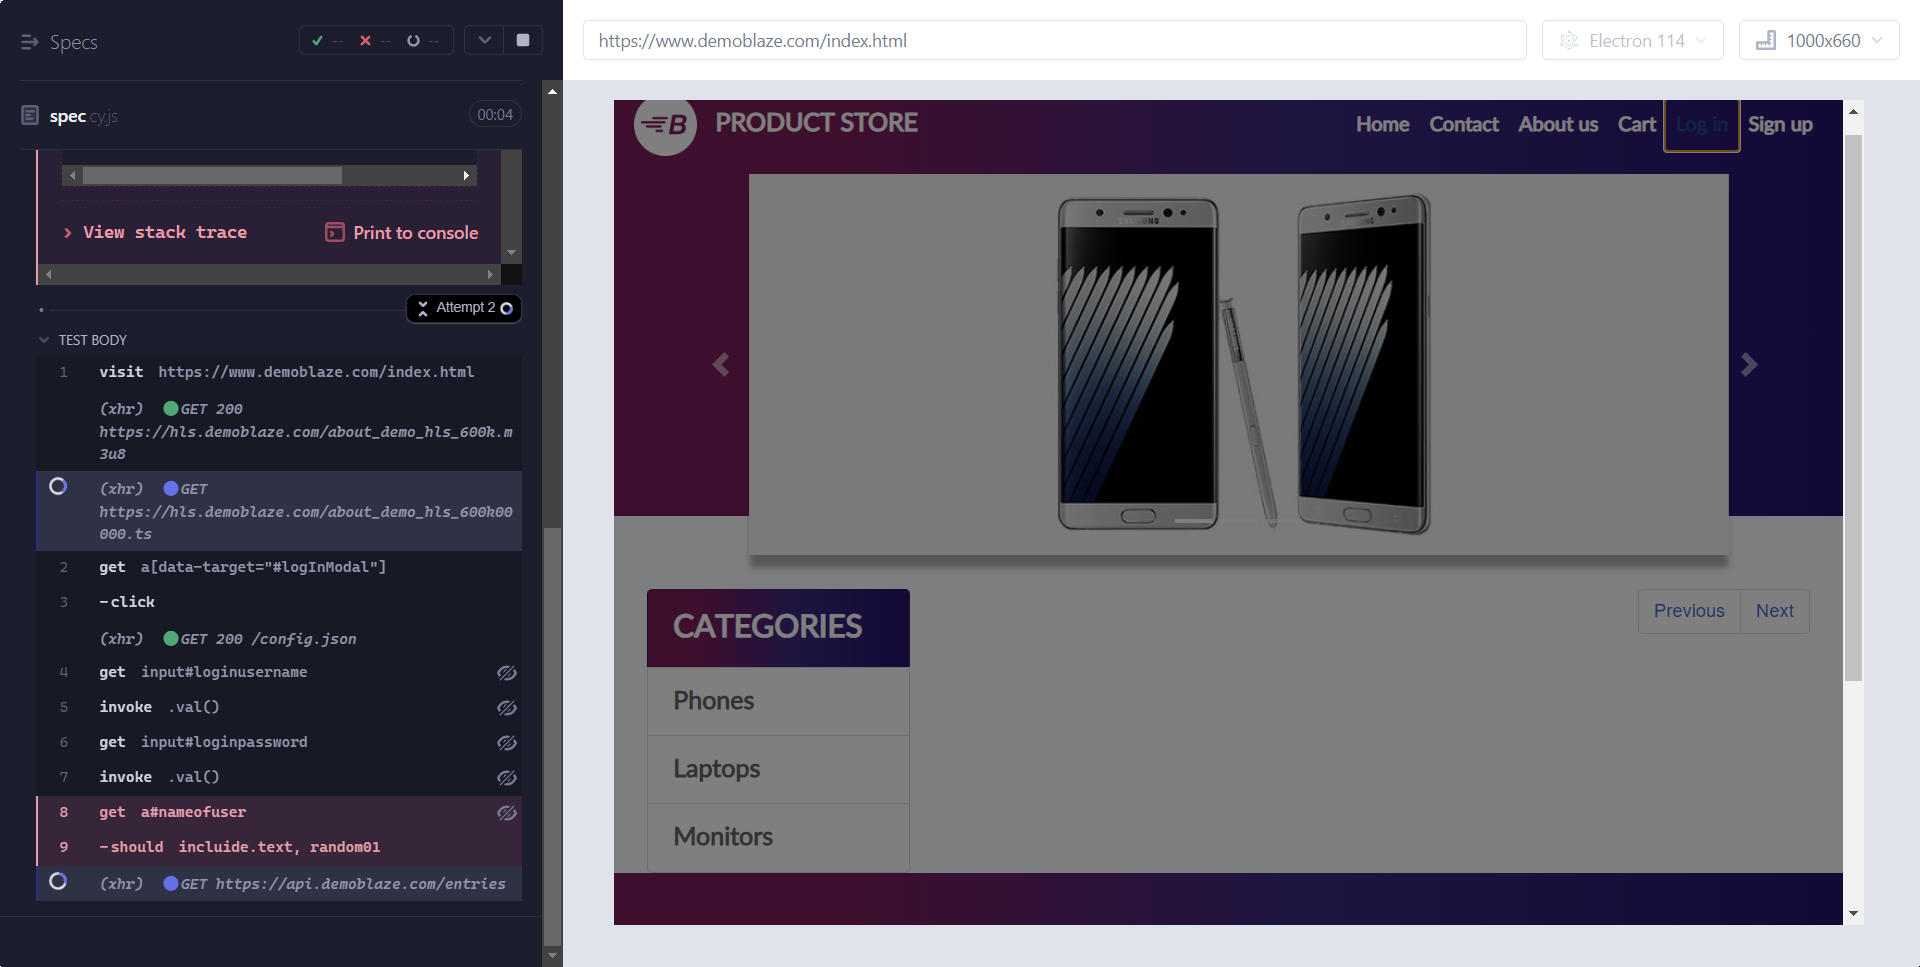 Specs
-- -- --
spec.cy.js
00:04
View stack trace
Print to console
Attempt 2
TEST BODY
1 visit https://www.demoblaze.com/index.html
(xhr) GET 200
https://hls.demoblaze.com/about_demo_hls_600k.m
3u8
(xhr) GET
https://hls.demoblaze.com/about_demo_hls_600k00
000.ts
2 get a[data-target="#logInModal"]
3 -click
(xhr) GET 200 /config.json
4 get input#loginusername
5 invoke .val()
6 get input#loginpassword
7 invoke .val()
8 get a#nameofuser
9 -should incluide.text, random01
(xhr) GET https://api.demoblaze.com/entries
https://www.demoblaze.com/index.html
Electron 114
1000x660
B PRODUCT STORE
Home Contact About us Cart Log in Sign up
SAMSUNG
CATEGORIES
Previous Next
Phones
Laptops
Monitors